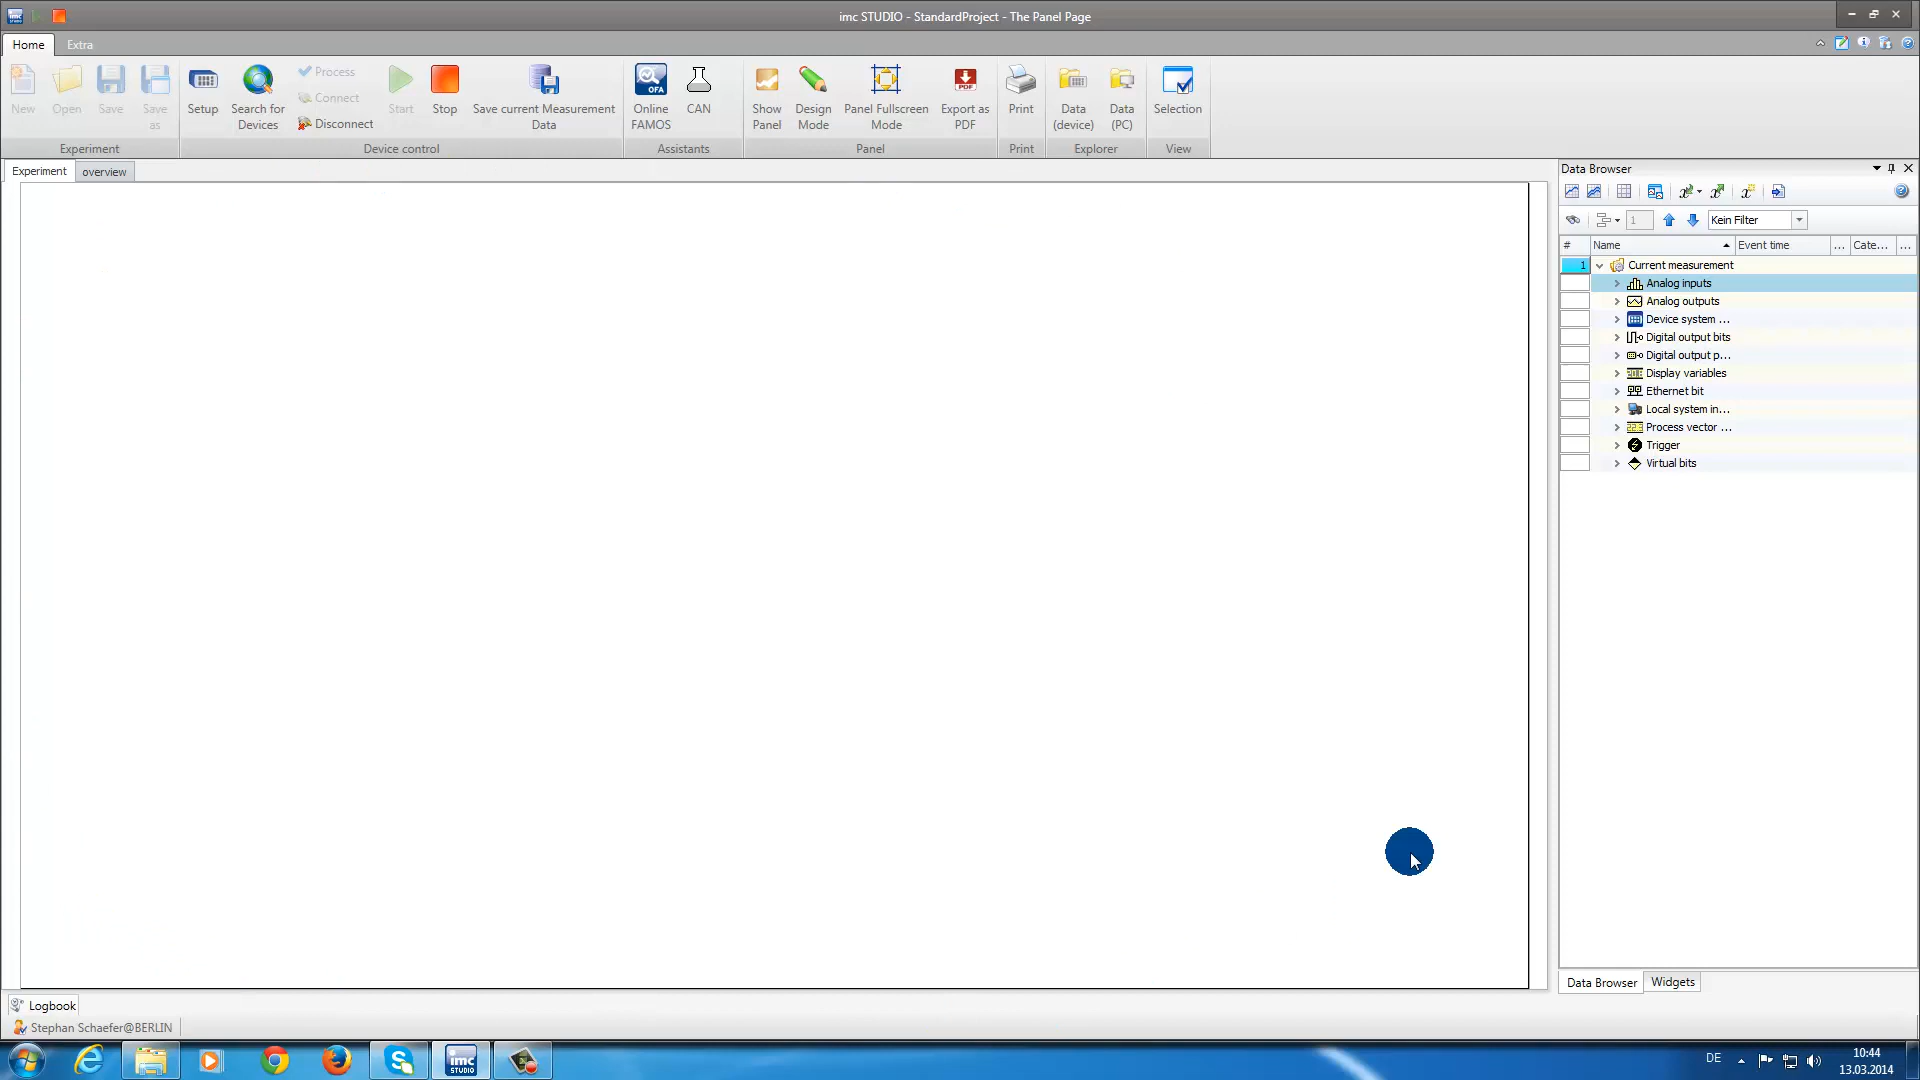 imc STUDIO - StandardProject - The Panel Page
Home
Extra
New
Open
Save
Save as
Experiment
Setup
Search for Devices
Process
Connect
Disconnect
Start
Stop
Save current Measurement Data
Device control
OFA
Online FAMOS
CAN
Assistants
Show Panel
Design Mode
Panel Fullscreen Mode
PDF
Export as PDF
Panel
Print
Print
Data (device)
Data (PC)
Explorer
Selection
View
Experiment
overview
Data Browser
1
Kein Filter
# Name Event time ... Cate... ...
1 Current measurement
Analog inputs
Analog outputs
Device system ...
Digital output bits
Digital output p...
Display variables
Ethernet bit
Local system in...
Process vector ...
Trigger
Virtual bits
Data Browser
Widgets
Logbook
Stephan Schaefer@BERLIN
imc STUDIO
DE
10:44
13.03.2014